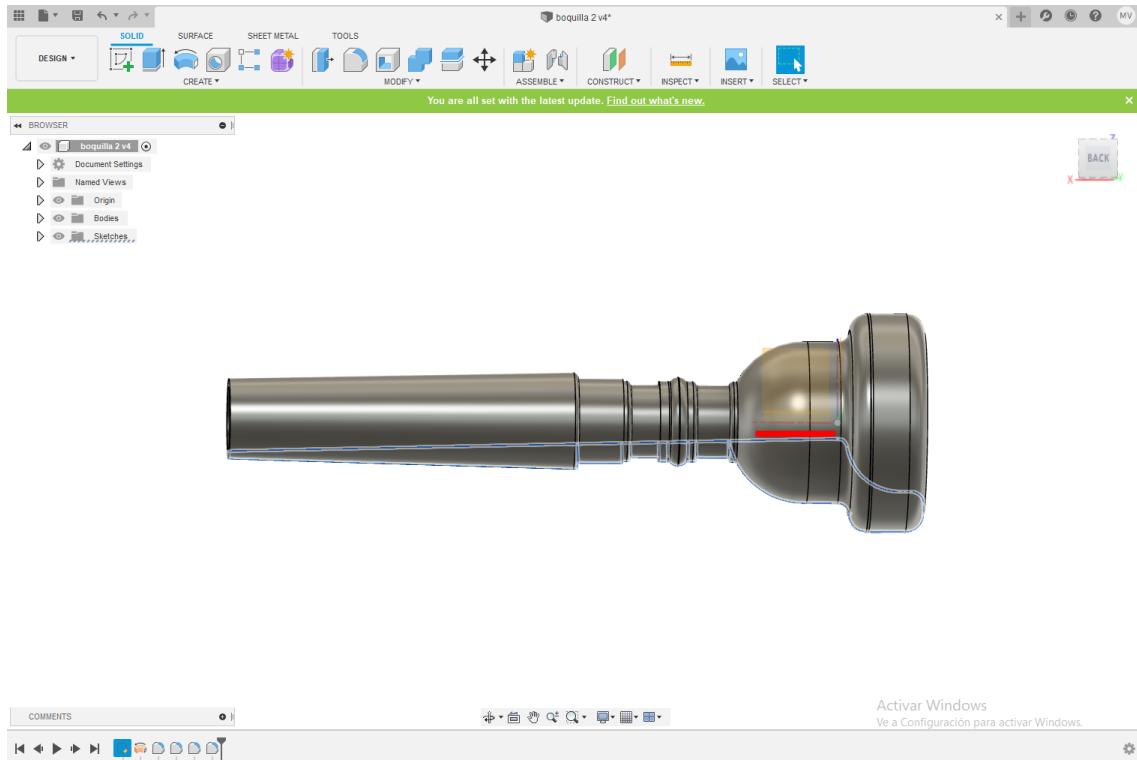 boquilla 2 v4*
MV
SOLID SURFACE SHEET METAL TOOLS
DESIGN
CREATE MODIFY ASSEMBLE CONSTRUCT INSPECT INSERT SELECT
You are all set with the latest update. Find out what's new.
BROWSER
boquilla 2 v4
Document Settings
Named Views
Origin
Bodies
Sketches
Z
BACK
X
Y
COMMENTS
Activar Windows
Ve a Configuración para activar Windows.